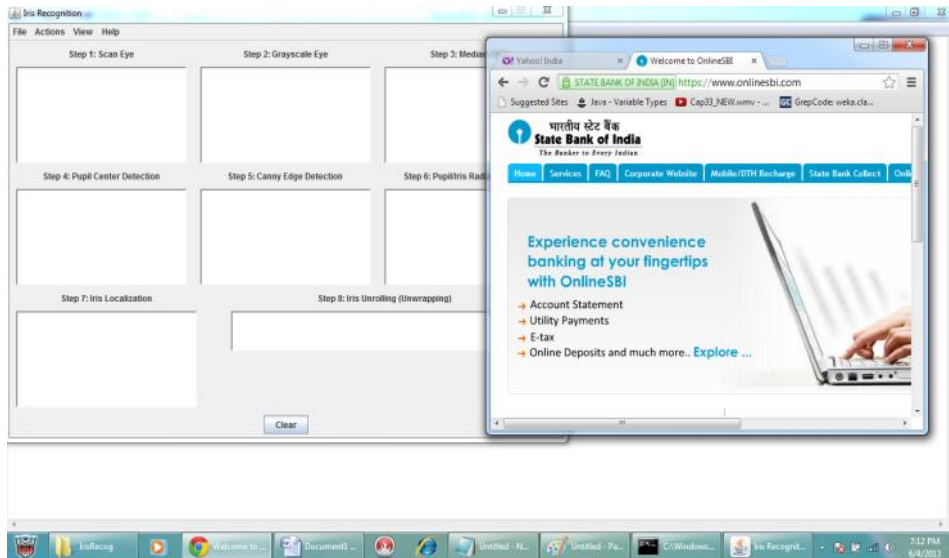 Iris Recognition
File Actions View Help
Step 1: Scan Eye
Step 2: Grayscale Eye
Step 3: Median
Step 4: Pupil Center Detection
Step 5: Canny Edge Detection
Step 6: Pupil/Iris Radi
Step 7: Iris Localization
Step 8: Iris Unrolling (Unwrapping)
Clear
Yahoo! India
Welcome to OnlineSBI
STATE BANK OF INDIA [IN] https://www.onlinesbi.com
Suggested Sites Java - Variable Types Cap33_NEW.wmv - ... GrepCode: weka.cla...
भारतीय स्टेट बैंक
State Bank of India
The Banker to Every Indian
Home Services FAQ Corporate Website Mobile/DTH Recharge State Bank Collect Onli
Experience convenience
banking at your fingertips
with OnlineSBI
Account Statement
Utility Payments
E-tax
Online Deposits and much more.. Explore ...
IrisRecog
Welcome to ...
Document1 ...
Untitled - N...
Untitled - Pa...
C:\Windows...
Iris Recognit...
7:12 PM